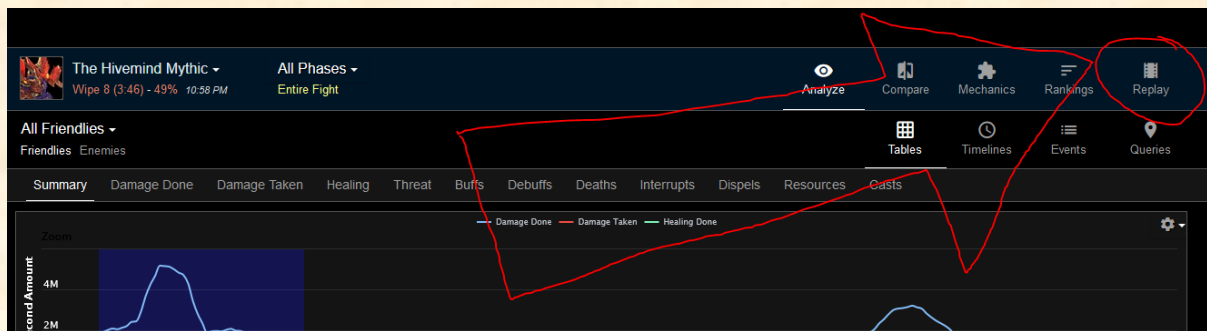 The Hivemind Mythic
Wipe 8 (3:46) - 49% 10:58 PM
All Phases
Entire Fight
Analyze
Compare
Mechanics
Rankings
Replay
All Friendlies
Friendlies Enemies
Tables
Timelines
Events
Queries
Summary Damage Done Damage Taken Healing Threat Buffs Debuffs Deaths Interrupts Dispels Resources Casts
Damage Done Damage Taken Healing Done
Zoom
4M
2M
Amount